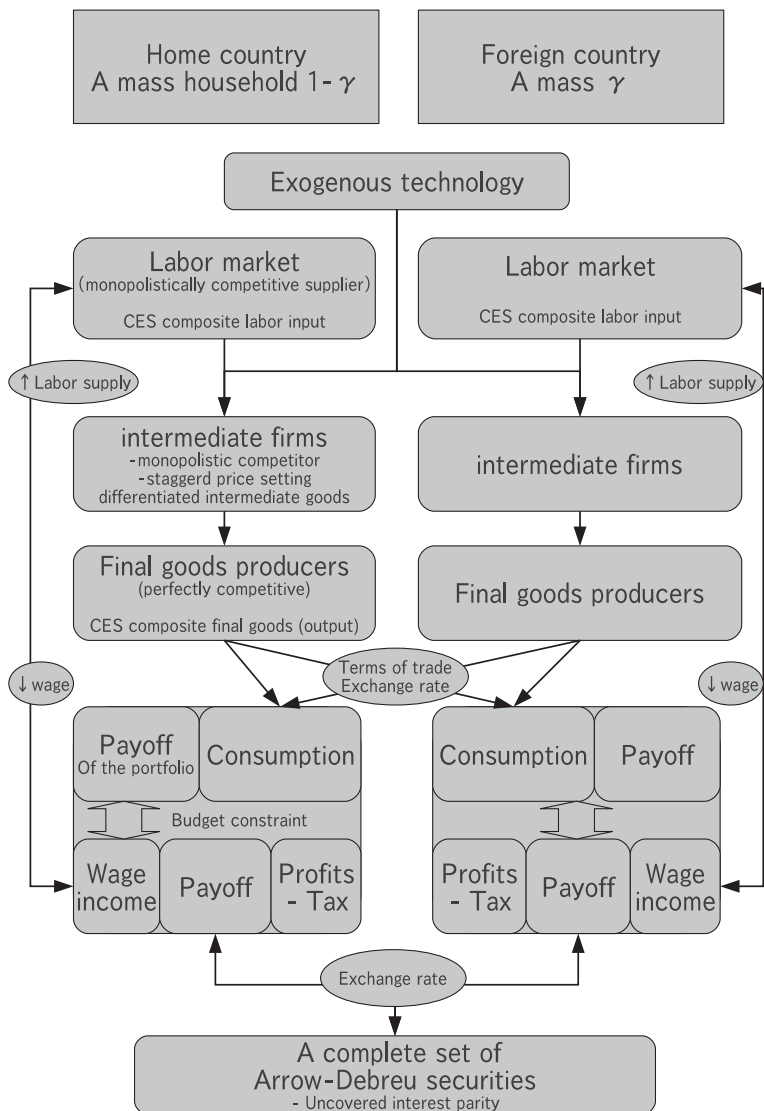 Home country
A mass household 1- γ
Foreign country
A mass γ
Exogenous technology
Labor market
(monopolistically competitive supplier)
CES composite labor input
Labor market
CES composite labor input
↑ Labor supply
↑ Labor supply
intermediate firms
-monopolistic competitor
-staggerd price setting
differentiated intermediate goods
intermediate firms
Final goods producers
(perfectly competitive)
CES composite final goods (output)
Final goods producers
Terms of trade
Exchange rate
↓ wage
↓ wage
Payoff
Of the portfolio
Consumption
Consumption
Payoff
Budget constraint
Wage
income
Payoff
Profits
- Tax
Profits
- Tax
Payoff
Wage
income
Exchange rate
A complete set of
Arrow-Debreu securities
- Uncovered interest parity